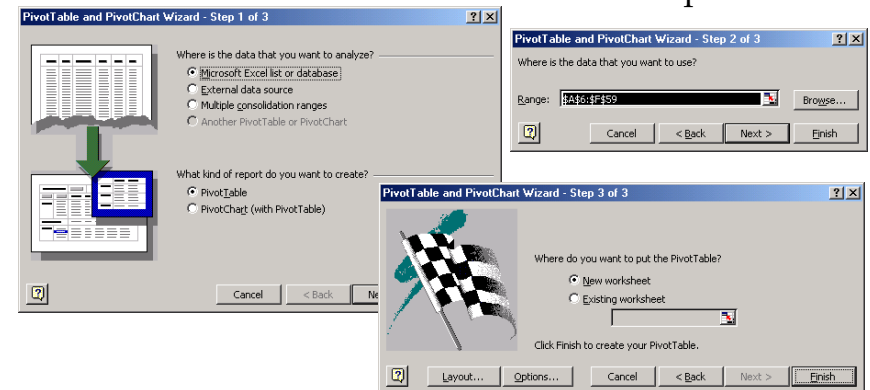 PivotTable and PivotChart Wizard - Step 1 of 3
Where is the data that you want to analyze?
Microsoft Excel list or database
External data source
Multiple consolidation ranges
Another PivotTable or PivotChart
What kind of report do you want to create?
PivotTable
PivotChart (with PivotTable)
Cancel
< Back
Ne
PivotTable and PivotChart Wizard - Step 2 of 3
Where is the data that you want to use?
Range:
$A$6:$F$59
Browse...
Cancel
< Back
Next >
Finish
PivotTable and PivotChart Wizard - Step 3 of 3
Where do you want to put the PivotTable?
New worksheet
Existing worksheet
Click Finish to create your PivotTable.
Layout...
Options...
Cancel
< Back
Next >
Finish